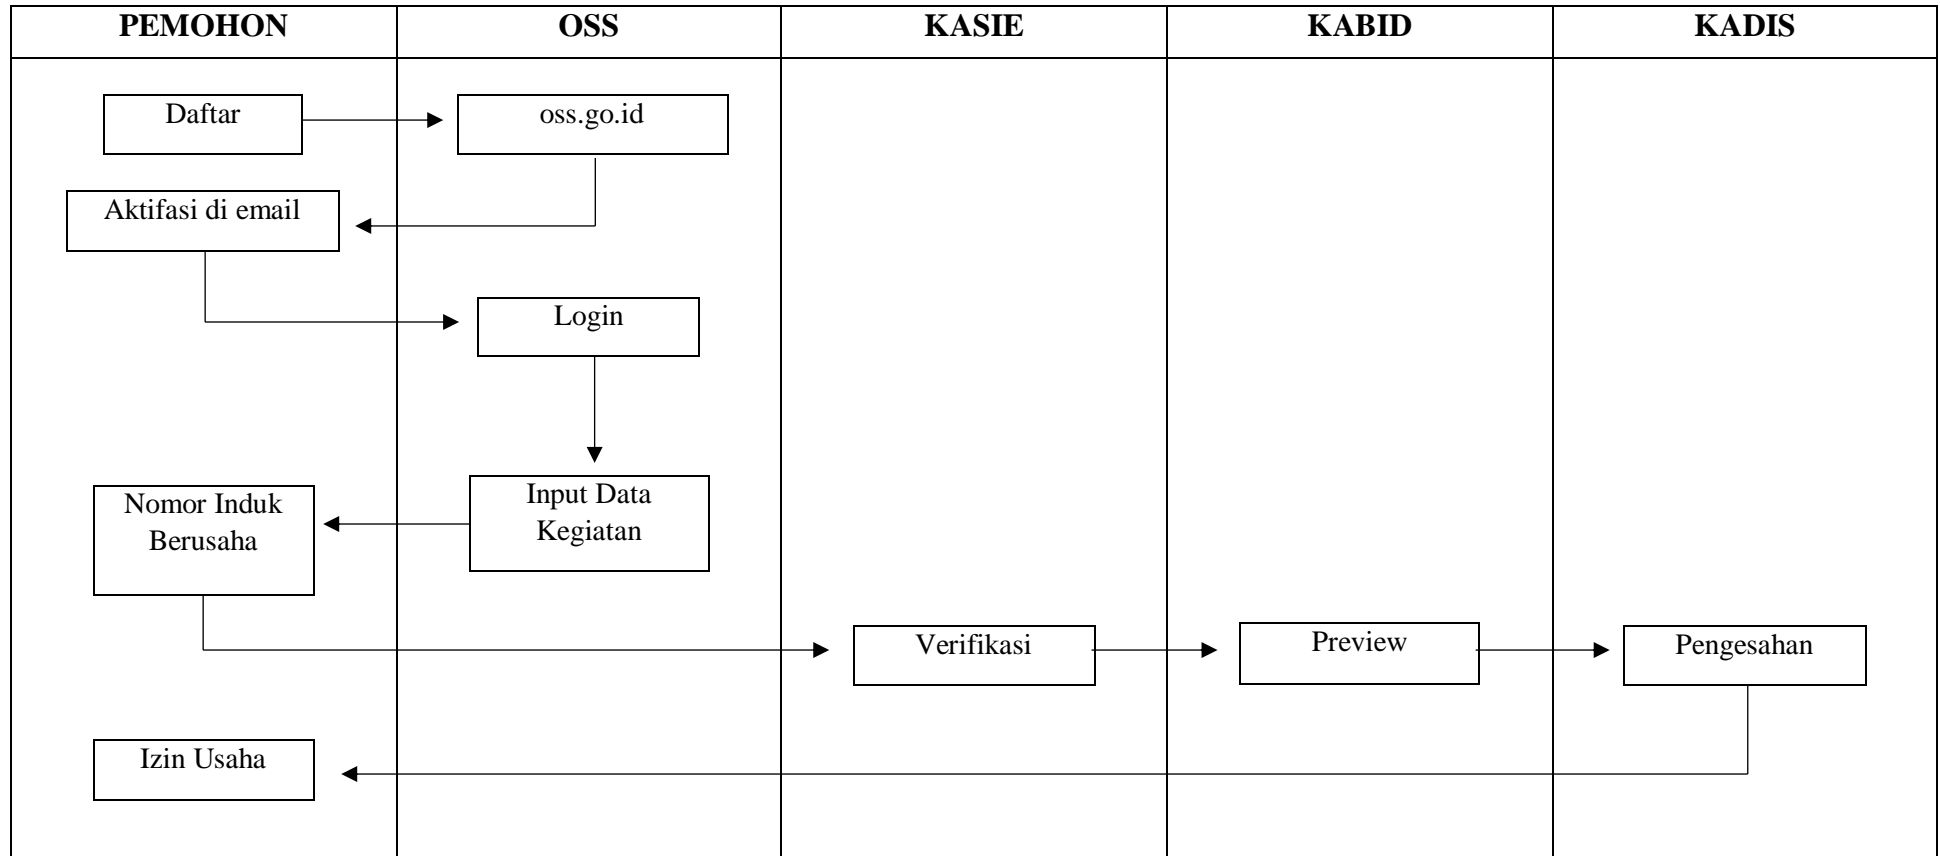 PEMOHON
OSS
KASIE
KABID
KADIS
Daftar
oss.go.id
Aktifasi di email
Login
Nomor Induk
Berusaha
Input Data
Kegiatan
Verifikasi
Preview
Pengesahan
Izin Usaha